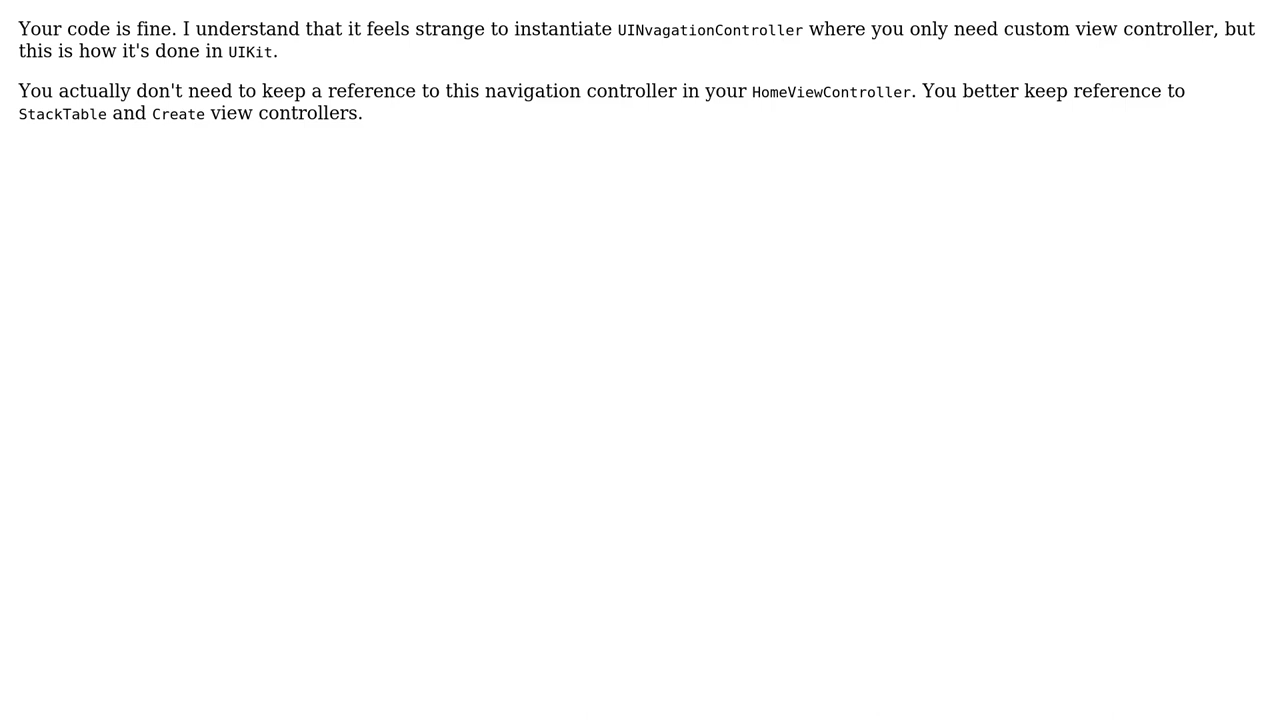 Your code is fine. I understand that it feels strange to instantiate UINvagationController where you only need custom view controller, but
this is how it's done in UIKit.
You actually don't need to keep a reference to this navigation controller in your HomeViewController. You better keep reference to
StackTable and Create view controllers.